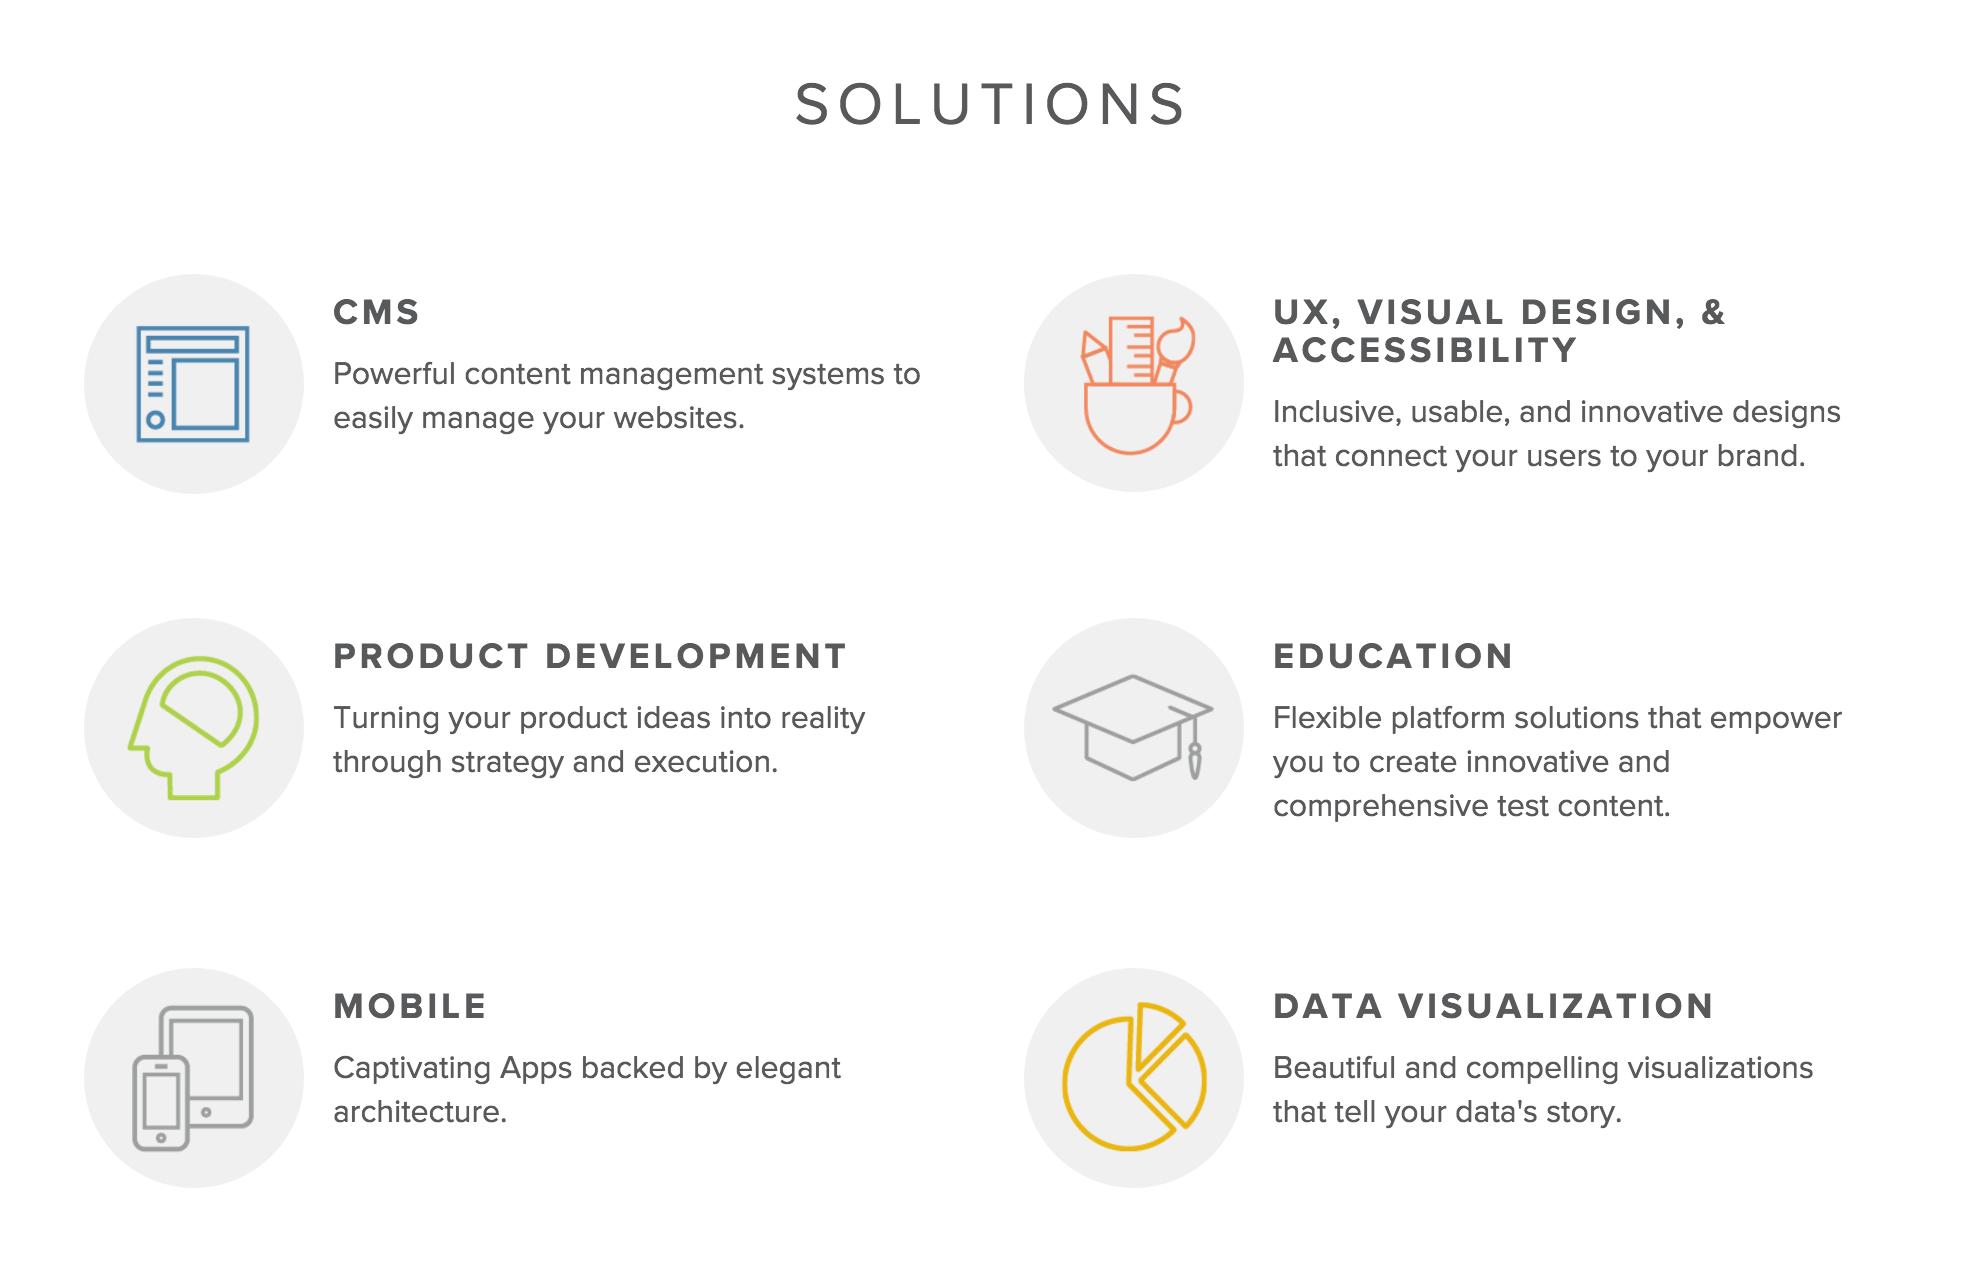 SOLUTIONS
CMS
Powerful content management systems to
easily manage your websites.
UX, VISUAL DESIGN, &
ACCESSIBILITY
Inclusive, usable, and innovative designs
that connect your users to your brand.
PRODUCT DEVELOPMENT
Turning your product ideas into reality
through strategy and execution.
EDUCATION
Flexible platform solutions that empower
you to create innovative and
comprehensive test content.
MOBILE
Captivating Apps backed by elegant
architecture.
DATA VISUALIZATION
Beautiful and compelling visualizations
that tell your data's story.